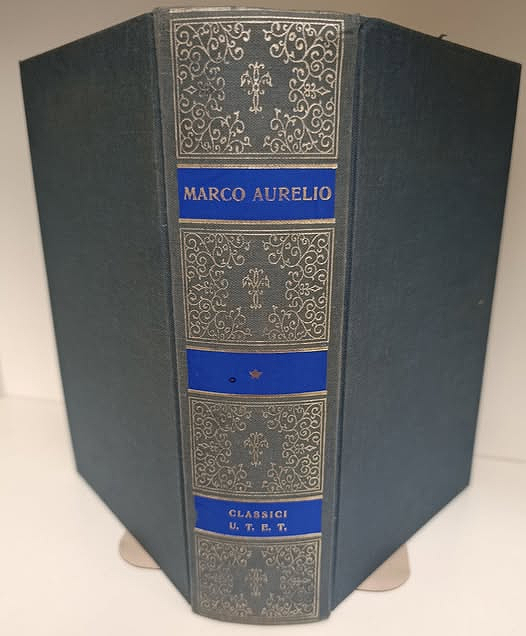 MARCO AURELIO
CLASSICI
U. T. E. T.